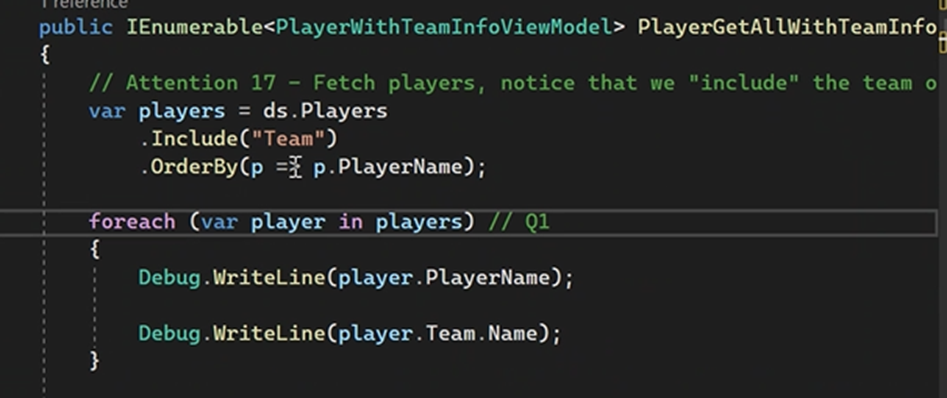 1 reference
public IEnumerable<PlayerWithTeamInfoViewModel> PlayerGetAllWithTeamInfo
{
// Attention 17 - Fetch players, notice that we "include" the team o
var players = ds.Players
.Include("Team")
.OrderBy(p => p.PlayerName);
foreach (var player in players) // Q1
{
Debug.WriteLine(player.PlayerName);
Debug.WriteLine(player.Team.Name);
}